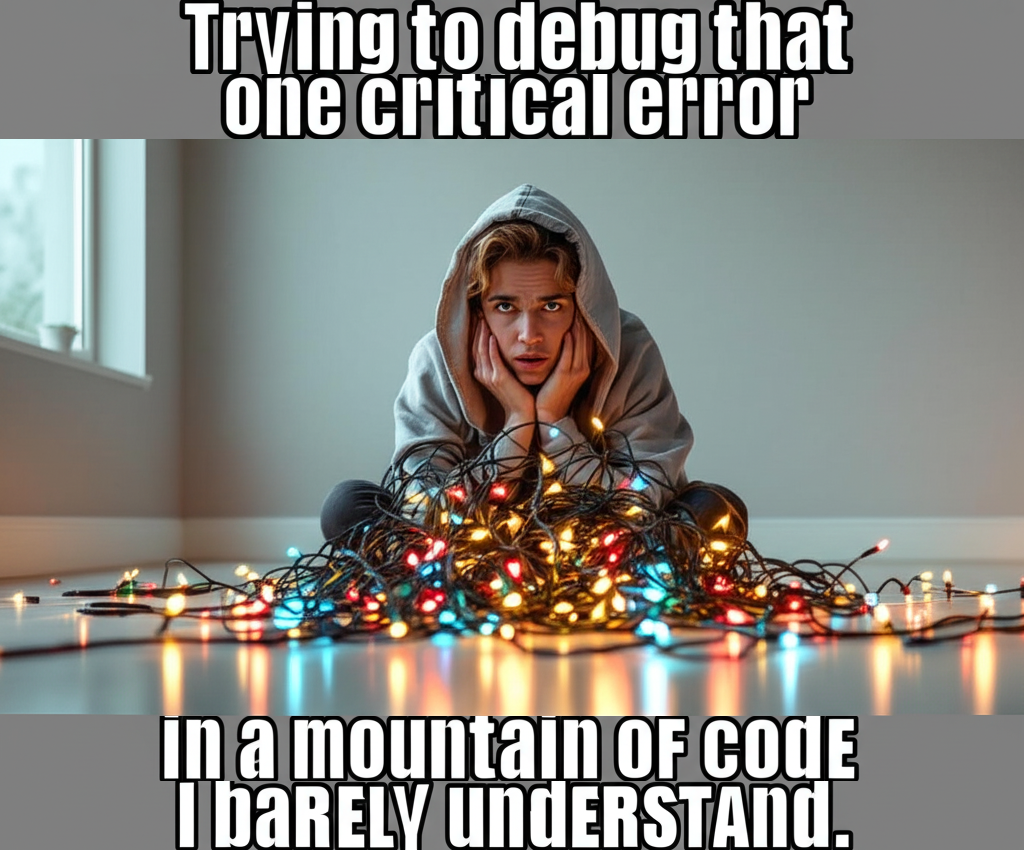 Trying to debug that
one critical error
in a mountain oF codE
I baRELY undERSTAnd.